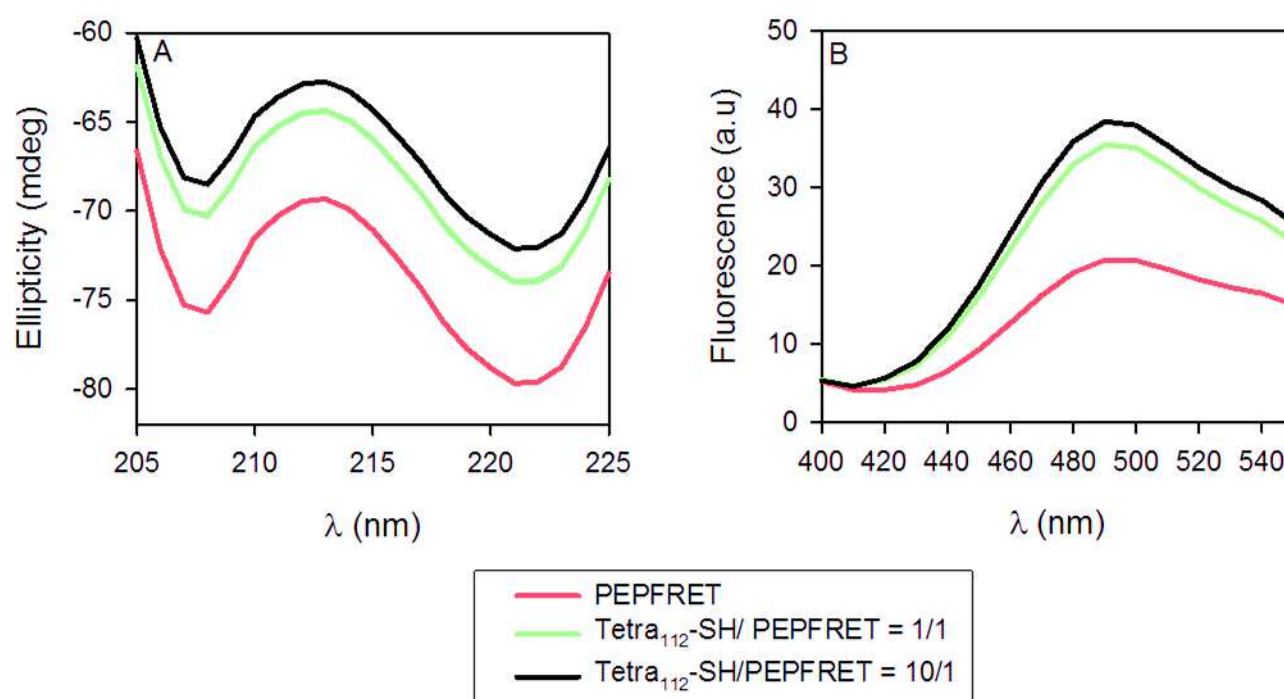 A
-60
-65
-70
-75
-80
Ellipticity (mdeg)
205 210 215 220 225
λ (nm)
B
50
40
30
20
10
0
Fluorescence (a.u)
400 420 440 460 480 500 520 540
λ (nm)
PEPFRET
Tetra₁₁₂-SH/ PEPFRET = 1/1
Tetra₁₁₂-SH/PEPFRET = 10/1